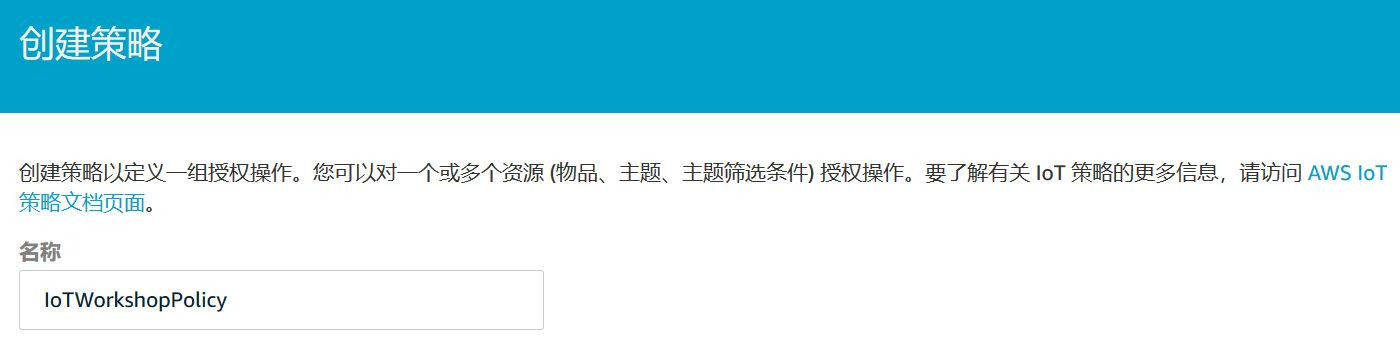 创建策略
创建策略以定义一组授权操作。您可以对一个或多个资源 (物品、主题、主题筛选条件) 授权操作。要了解有关 IoT 策略的更多信息，请访问 AWS IoT
策略文档页面。
名称
IoTWorkshopPolicy